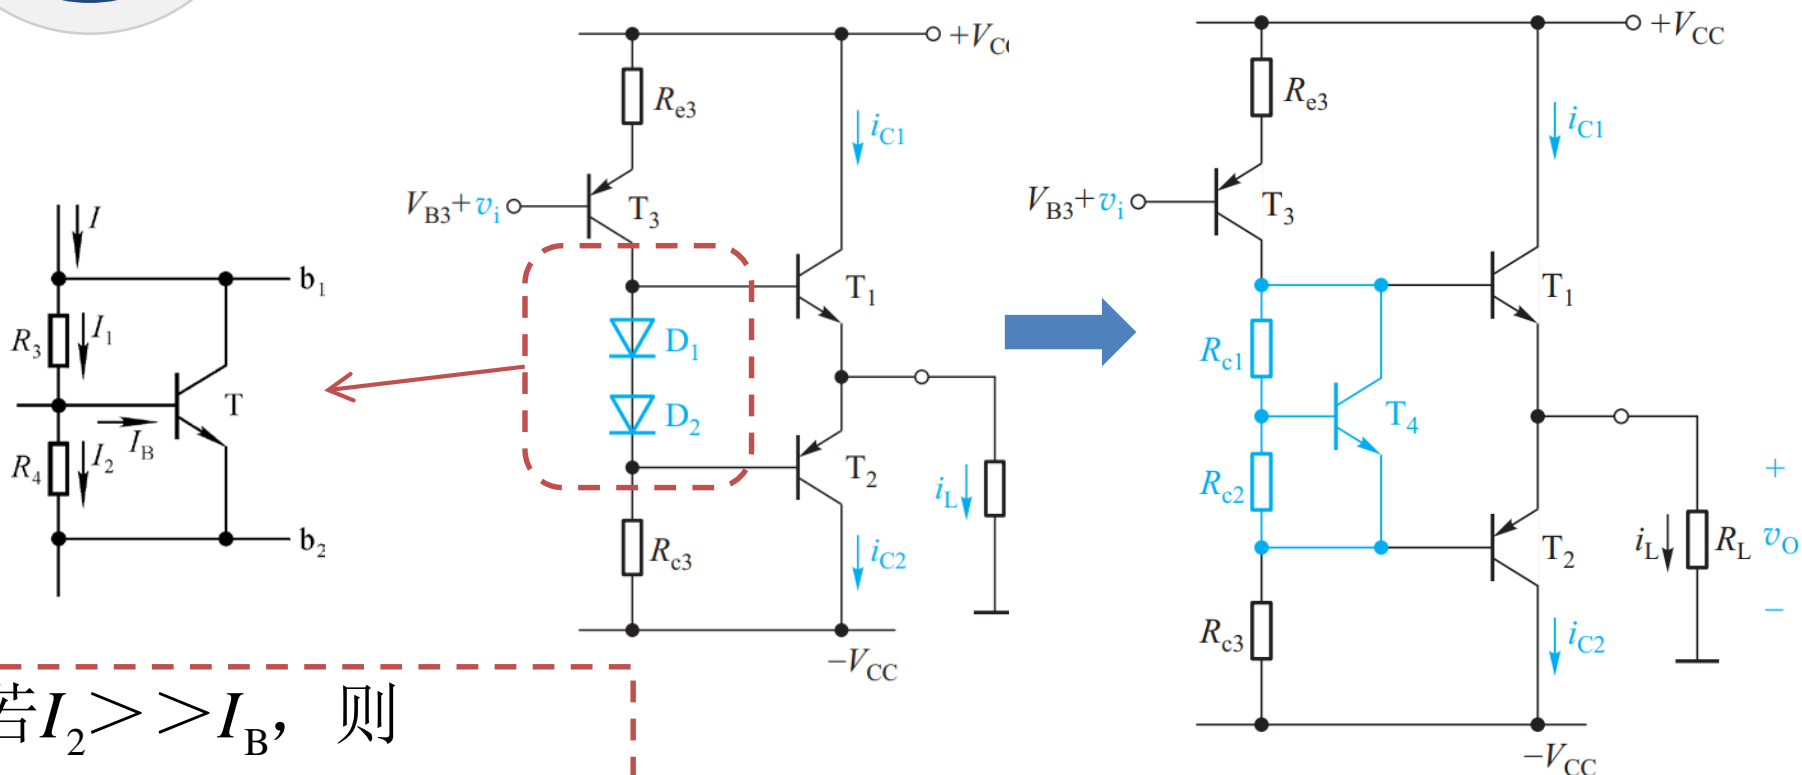 I
b1
R3
I1
T
IB
R4
I2
b2
+VC
Re3
iC1
VB3+vi
T3
T1
D1
D2
T2
iL
Rc3
iC2
−VCC
+VCC
Re3
iC1
VB3+vi
T3
T1
Rc1
T4
Rc2
T2
iL
RL
+
vO
−
Rc3
iC2
−VCC
若I2>>IB，则